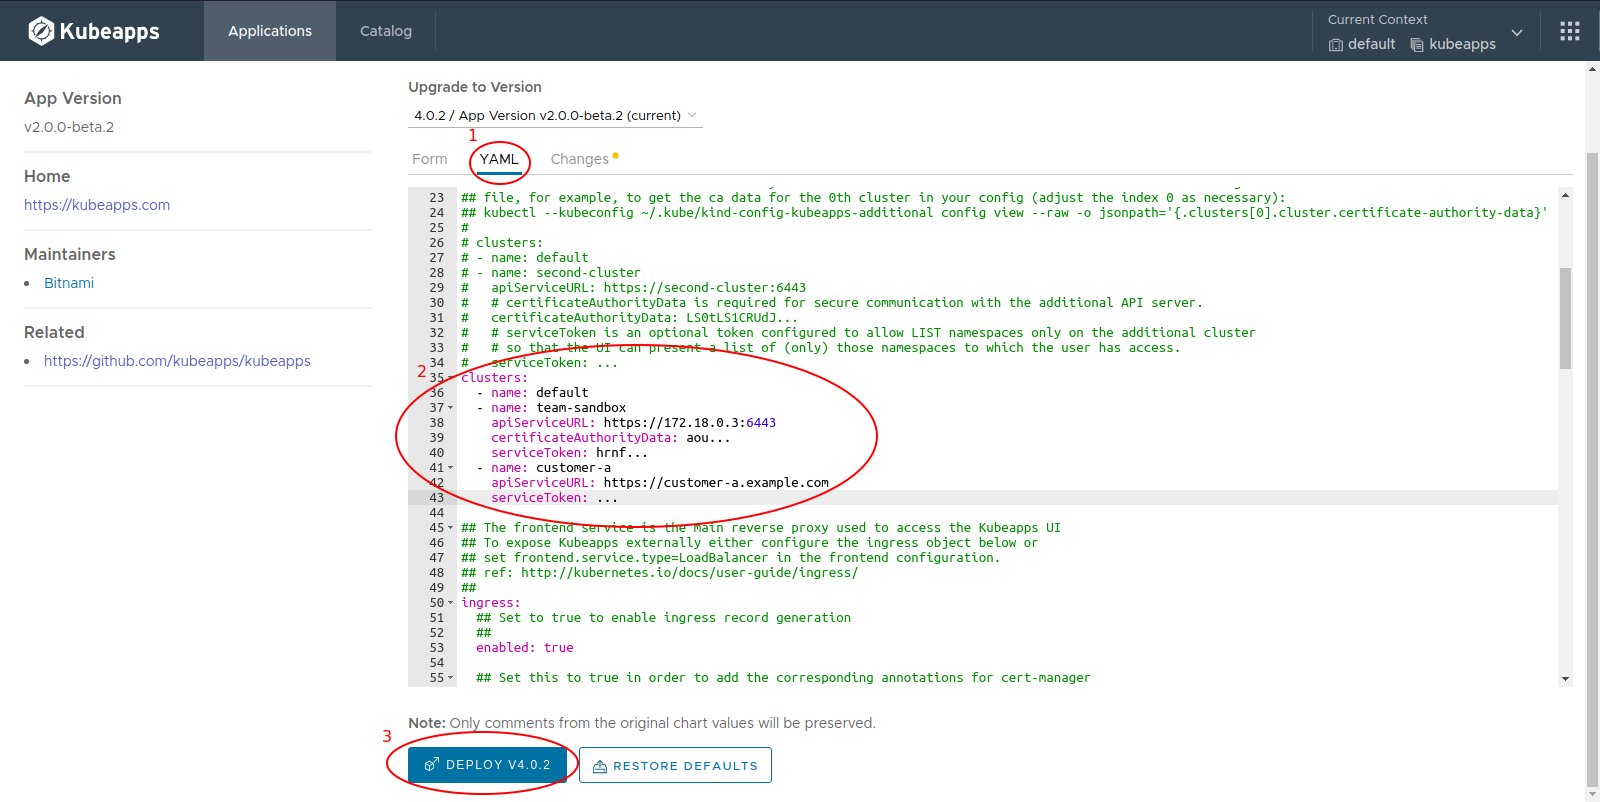 Kubeapps
Applications
Catalog
Current Context
default
kubeapps
App Version
v2.0.0-beta.2
Home
https://kubeapps.com
Maintainers
Bitnami
Related
https://github.com/kubeapps/kubeapps
Upgrade to Version
4.0.2 / App Version v2.0.0-beta.2 (current)
1
Form
YAML
Changes
23 ## file, for example, to get the ca data for the 0th cluster in your config (adjust the index 0 as necessary):
24 ## kubectl --kubeconfig ~/.kube/kind-config-kubeapps-additional config view --raw -o jsonpath='{.clusters[0].cluster.certificate-authority-data}'
25 #
26 # clusters:
27 # - name: default
28 # - name: second-cluster
29 #   apiServiceURL: https://second-cluster:6443
30 #   # certificateAuthorityData is required for secure communication with the additional API server.
31 #   certificateAuthorityData: LS0tLS1CRUdJ...
32 #   # serviceToken is an optional token configured to allow LIST namespaces only on the additional cluster
33 #   # so that the UI can present a list of (only) those namespaces to which the user has access.
34 #   serviceToken: ...
2
35 clusters:
36   - name: default
37   - name: team-sandbox
38     apiServiceURL: https://172.18.0.3:6443
39     certificateAuthorityData: aou...
40     serviceToken: hrnf...
41   - name: customer-a
42     apiServiceURL: https://customer-a.example.com
43     serviceToken: ...
44
45 ## The frontend service is the main reverse proxy used to access the Kubeapps UI
46 ## To expose Kubeapps externally either configure the ingress object below or
47 ## set frontend.service.type=LoadBalancer in the frontend configuration.
48 ## ref: http://kubernetes.io/docs/user-guide/ingress/
49 ##
50 ingress:
51   ## Set to true to enable ingress record generation
52   ##
53   enabled: true
54
55   ## Set this to true in order to add the corresponding annotations for cert-manager
Note: Only comments from the original chart values will be preserved.
3
DEPLOY V4.0.2
RESTORE DEFAULTS